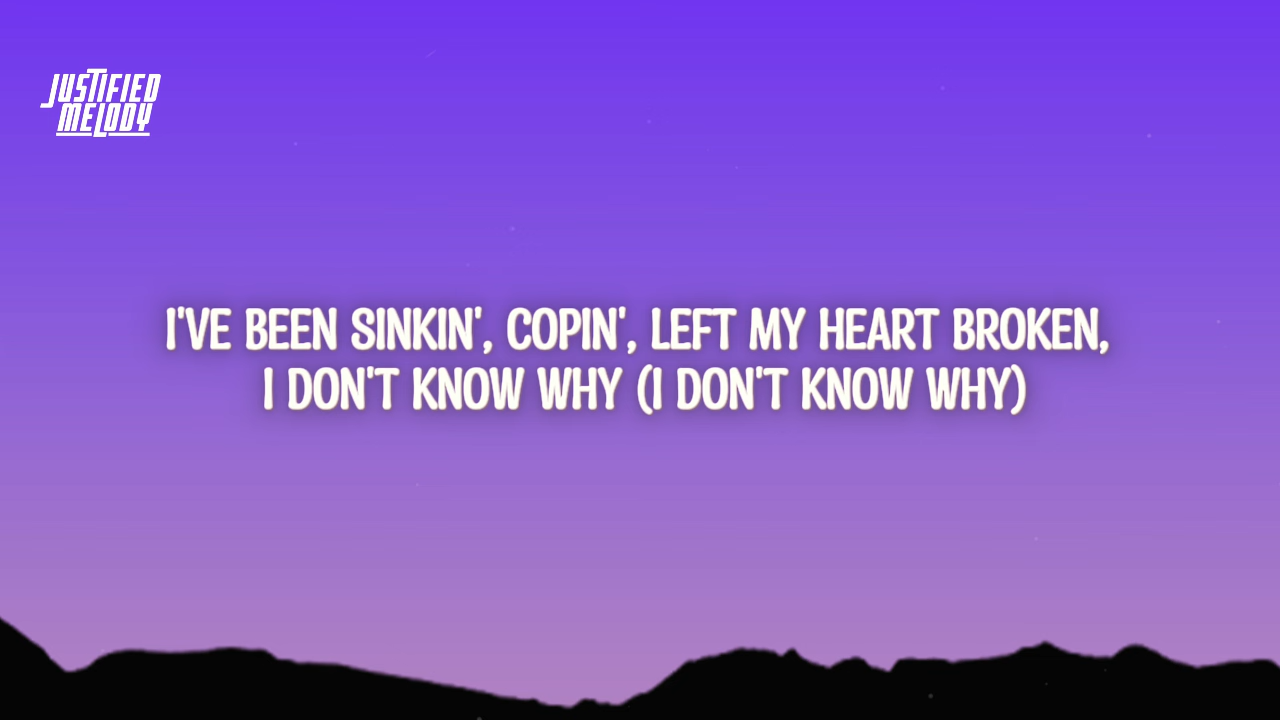 JUSTIFIED
MELODY
I'VE BEEN SINKIN', COPIN', LEFT MY HEART BROKEN,
I DON'T KNOW WHY (I DON'T KNOW WHY)